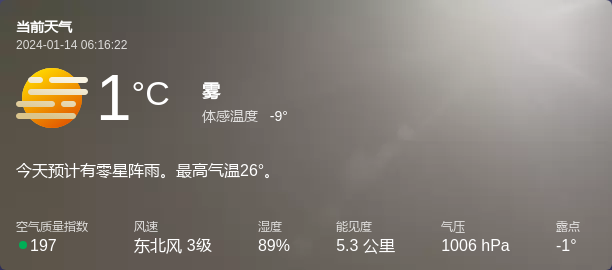 当前天气
2024-01-14 06:16:22
1°C
雾
体感温度 -9°
今天预计有零星阵雨。最高气温26°。
空气质量指数 风速 湿度 能见度 气压 露点
197 东北风 3级 89% 5.3 公里 1006 hPa -1°